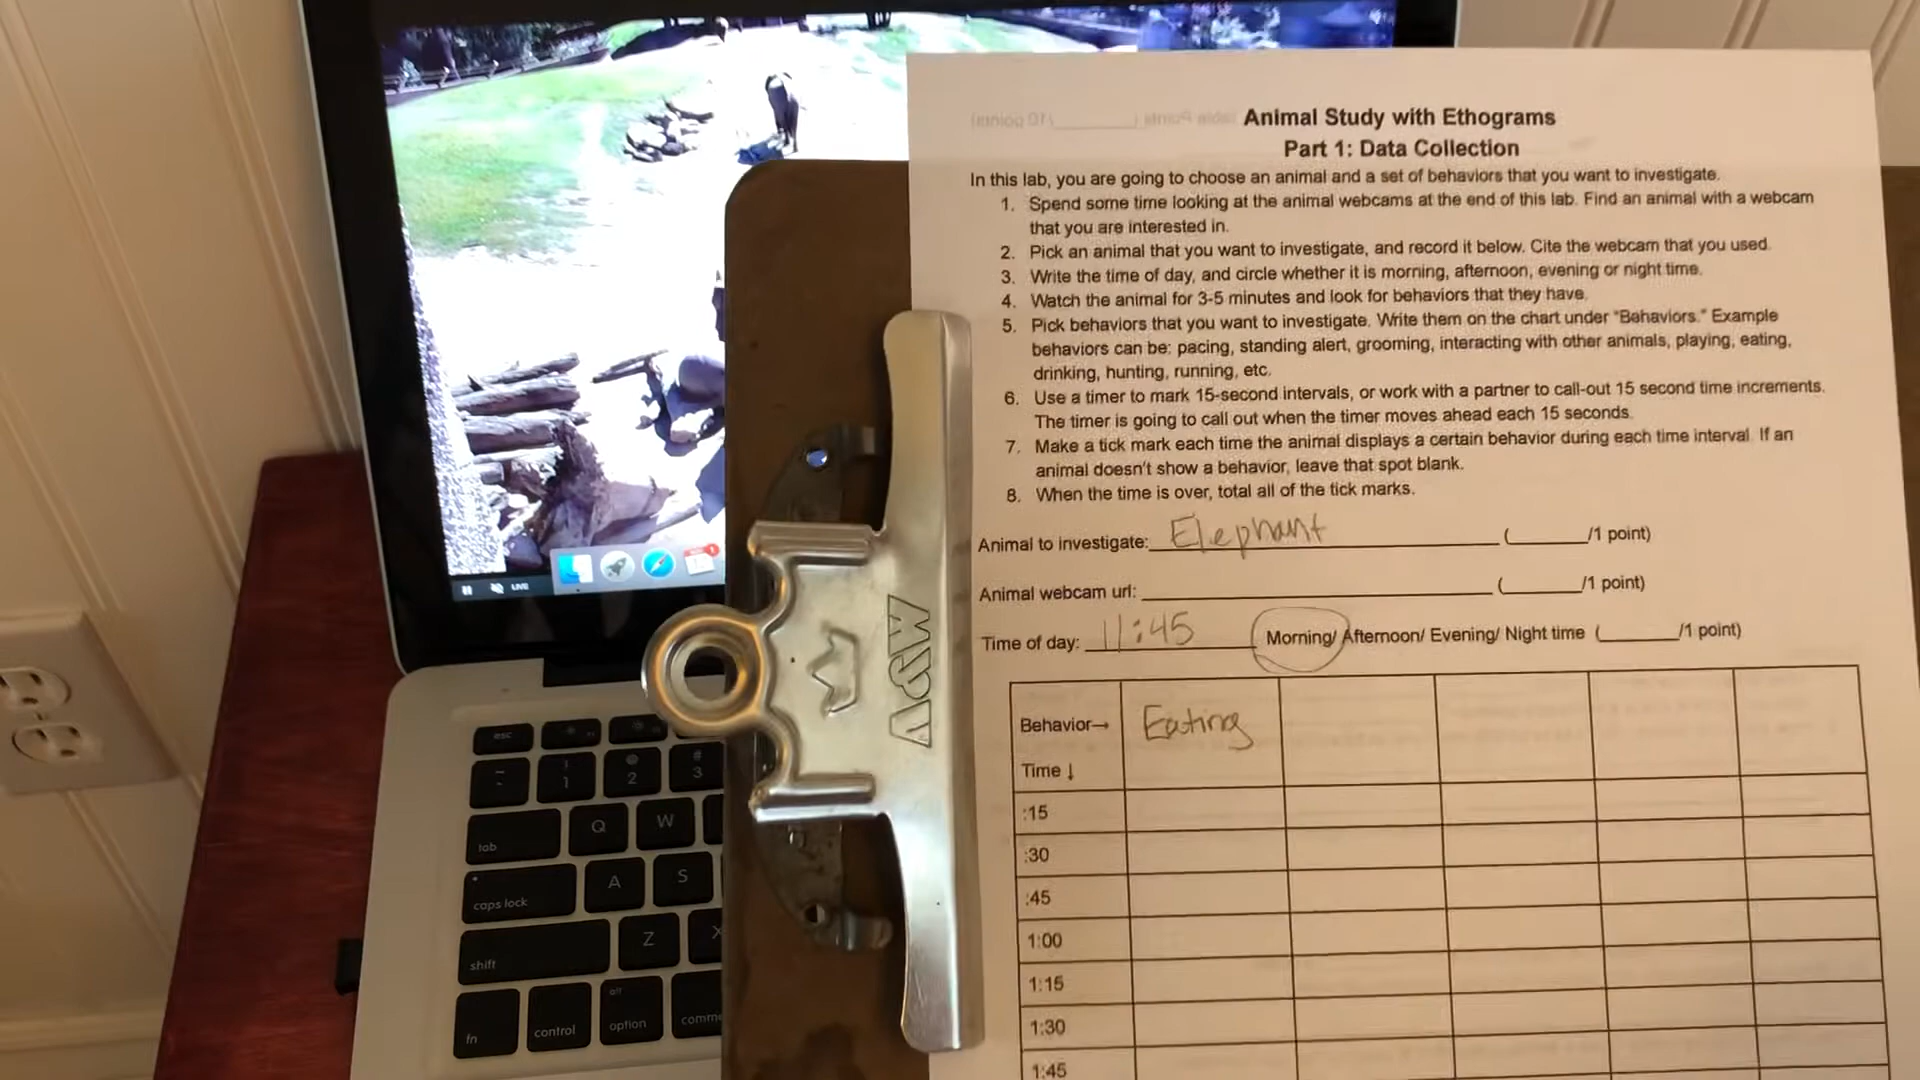 Animal Study with Ethograms
Part 1: Data Collection
In this lab, you are going to choose an animal and a set of behaviors that you want to investigate.
1. Spend some time looking at the animal webcams at the end of this lab. Find an animal with a webcam
that you are interested in.
2. Pick an animal that you want to investigate, and record it below. Cite the webcam that you used.
3. Write the time of day, and circle whether it is morning, afternoon, evening or night time.
4. Watch the animal for 3-5 minutes and look for behaviors that they have.
5. Pick behaviors that you want to investigate. Write them on the chart under "Behaviors." Example
behaviors can be: pacing, standing alert, grooming, interacting with other animals, playing, eating,
drinking, hunting, running, etc.
6. Use a timer to mark 15-second intervals, or work with a partner to call-out 15 second time increments.
The timer is going to call out when the timer moves ahead each 15 seconds.
7. Make a tick mark each time the animal displays a certain behavior during each time interval. If an
animal doesn't show a behavior, leave that spot blank.
8. When the time is over, total all of the tick marks.
Animal to investigate: Elephant (______/1 point)
Animal webcam url: ______ (______/1 point)
Time of day: 11:45 Morning/ Afternoon/ Evening/ Night time (______/1 point)
Behavior→ Eating
Time ↓
:15
:30
:45
1:00
1:15
1:30
1:45
LIVE
esc
1
2
# 3
tab Q W
caps lock A S
shift Z X
fn control alt option